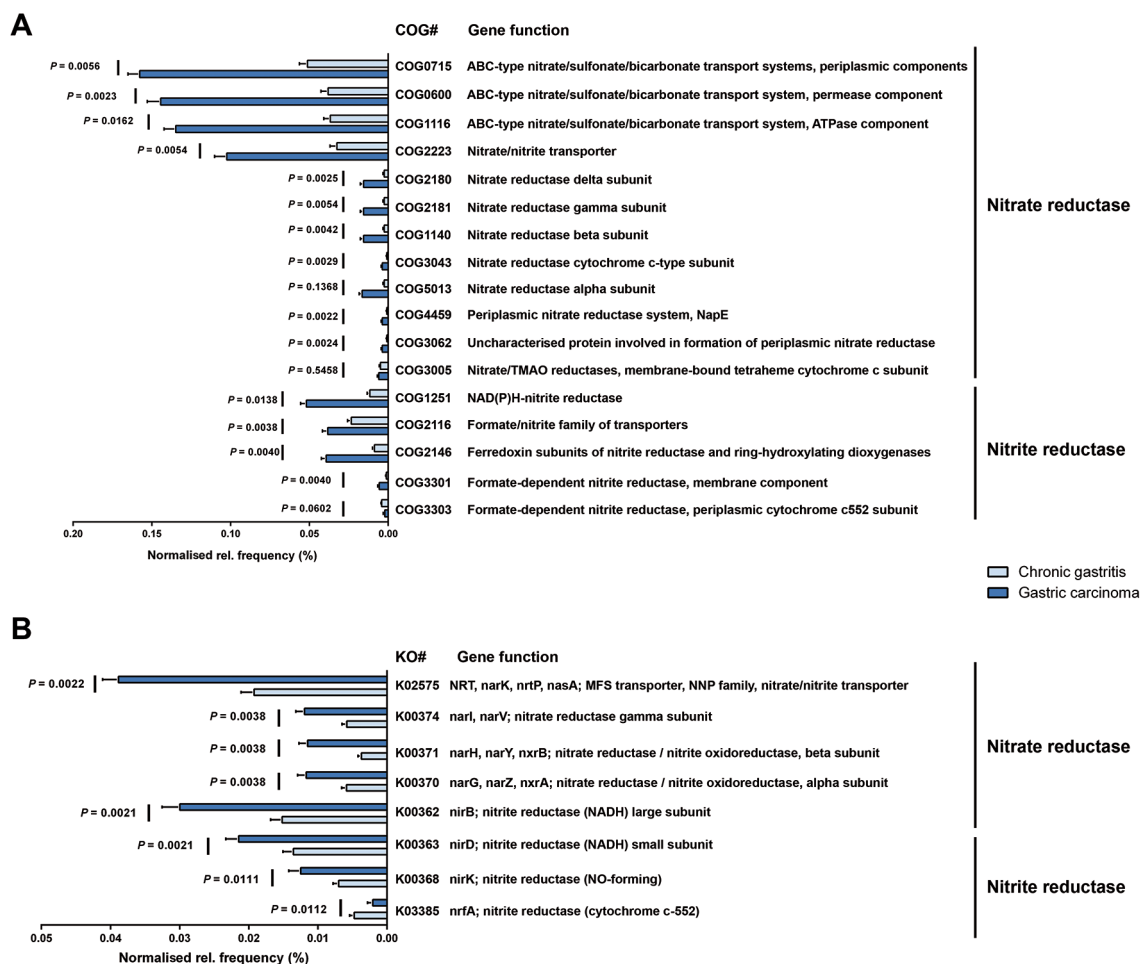 A
COG# Gene function
P = 0.0056 COG0715 ABC-type nitrate/sulfonate/bicarbonate transport systems, periplasmic components
P = 0.0023 COG0600 ABC-type nitrate/sulfonate/bicarbonate transport system, permease component
P = 0.0162 COG1116 ABC-type nitrate/sulfonate/bicarbonate transport system, ATPase component
P = 0.0054 COG2223 Nitrate/nitrite transporter
P = 0.0025 COG2180 Nitrate reductase delta subunit
P = 0.0054 COG2181 Nitrate reductase gamma subunit
P = 0.0042 COG1140 Nitrate reductase beta subunit
P = 0.0029 COG3043 Nitrate reductase cytochrome c-type subunit
P = 0.1368 COG5013 Nitrate reductase alpha subunit
P = 0.0022 COG4459 Periplasmic nitrate reductase system, NapE
P = 0.0024 COG3062 Uncharacterised protein involved in formation of periplasmic nitrate reductase
P = 0.5458 COG3005 Nitrate/TMAO reductases, membrane-bound tetraheme cytochrome c subunit
Nitrate reductase
P = 0.0138 COG1251 NAD(P)H-nitrite reductase
P = 0.0038 COG2116 Formate/nitrite family of transporters
P = 0.0040 COG2146 Ferredoxin subunits of nitrite reductase and ring-hydroxylating dioxygenases
P = 0.0040 COG3301 Formate-dependent nitrite reductase, membrane component
P = 0.0602 COG3303 Formate-dependent nitrite reductase, periplasmic cytochrome c552 subunit
Nitrite reductase
0.20 0.15 0.10 0.05 0.00
Normalised rel. frequency (%)
Chronic gastritis
Gastric carcinoma
B
KO# Gene function
P = 0.0022 K02575 NRT, narK, nrtP, nasA; MFS transporter, NNP family, nitrate/nitrite transporter
P = 0.0038 K00374 narI, narV; nitrate reductase gamma subunit
P = 0.0038 K00371 narH, narY, nxrB; nitrate reductase / nitrite oxidoreductase, beta subunit
P = 0.0038 K00370 narG, narZ, nxrA; nitrate reductase / nitrite oxidoreductase, alpha subunit
P = 0.0021 K00362 nirB; nitrite reductase (NADH) large subunit
Nitrate reductase
P = 0.0021 K00363 nirD; nitrite reductase (NADH) small subunit
P = 0.0111 K00368 nirK; nitrite reductase (NO-forming)
P = 0.0112 K03385 nrfA; nitrite reductase (cytochrome c-552)
Nitrite reductase
0.05 0.04 0.03 0.02 0.01 0.00
Normalised rel. frequency (%)